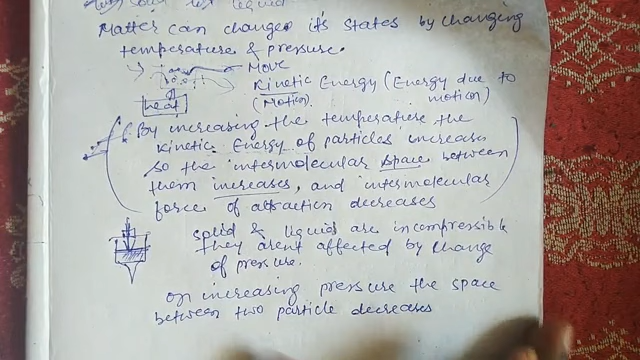 solid liquid
Matter can change it's states by changing
temperature & pressure.
Move
Kinetic Energy (Energy due to
(Motion) motion)
heat
By increasing the temperature the
kinetic Energy of particles increases
so the intermolecular space between
them increases, and intermolecular
force of attraction decreases
solid & liquid are incompressible
they arent affected by change
of pressure.
on increasing pressure the space
between two particle decreases